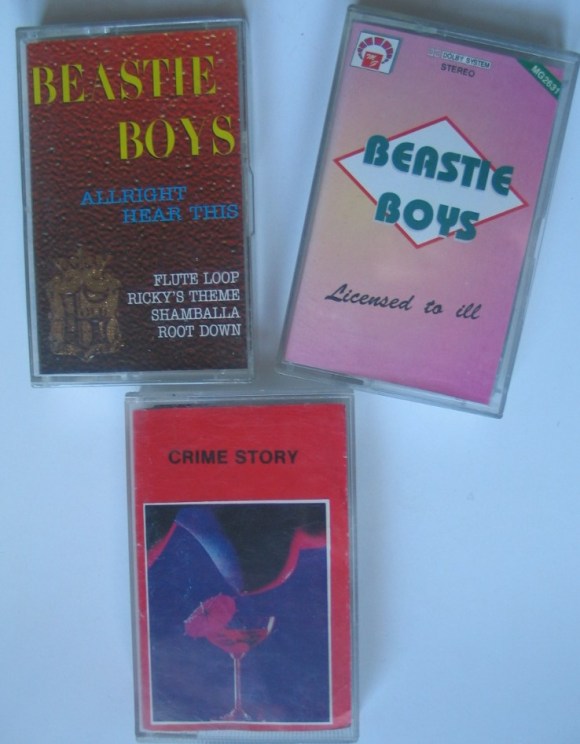 BEASTIE
BOYS
ALLRIGHT
HEAR THIS
FLUTE LOOP
RICKY'S THEME
SHAMBALLA
ROOT DOWN
DOLBY SYSTEM
STEREO
MG2631
BEASTIE
BOYS
Licensed to ill
CRIME STORY